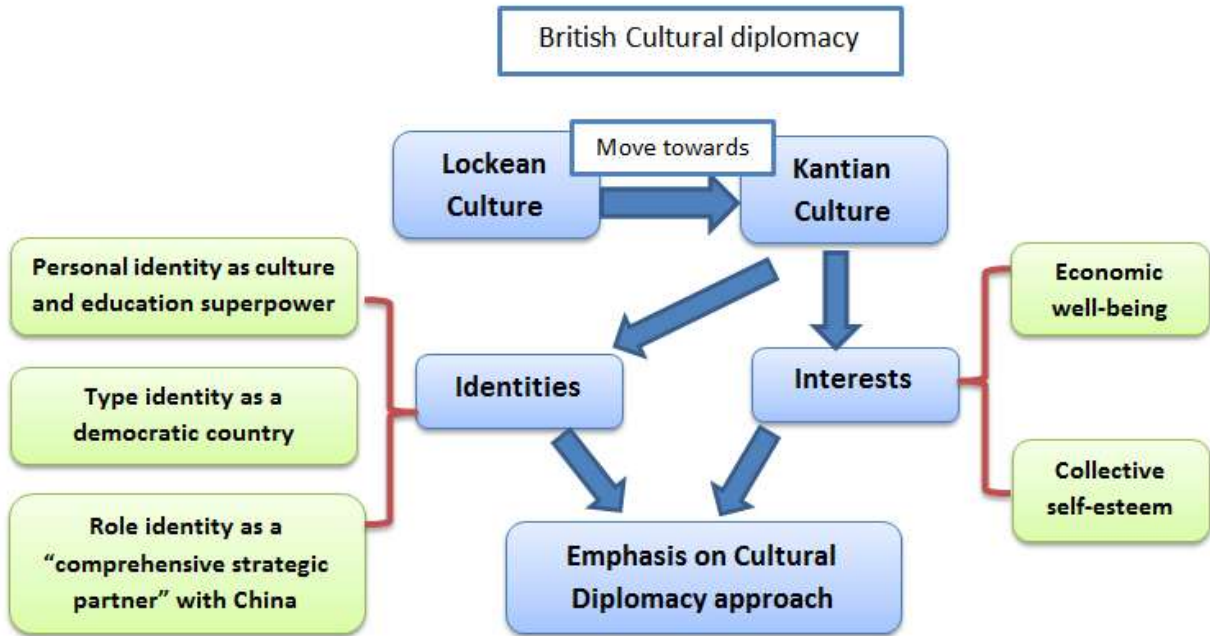 British Cultural diplomacy
Move towards
Lockean
Culture
Kantian
Culture
Personal identity as culture
and education superpower
Type identity as a
democratic country
Role identity as a
“comprehensive strategic
partner” with China
Identities
Interests
Economic
well-being
Collective
self-esteem
Emphasis on Cultural
Diplomacy approach